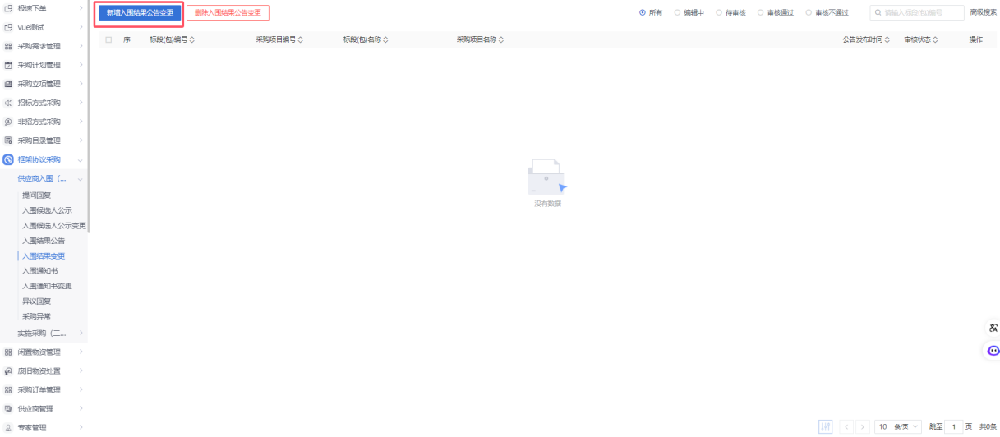 极速下单
vue测试
采购需求管理
采购计划管理
采购立项管理
招标方式采购
非招方式采购
采购目录管理
框架协议采购
供应商入围（...
提问回复
入围候选人公示
入围候选人公示变更
入围结果公告
入围结果变更
入围通知书
入围通知书变更
异议回复
采购异常
实施采购（二...
闲置物资管理
废旧物资处置
采购订单管理
供应商管理
专家管理
新增入围结果公告变更 删除入围结果公告变更 所有 编辑中 待审核 审核通过 审核不通过 请输入标段(包)编号 高级搜索
序 标段(包)编号 采购项目编号 标段(包)名称 采购项目名称 公告发布时间 审核状态 操作
没有数据
10 条/页 跳至 1 页 共0条